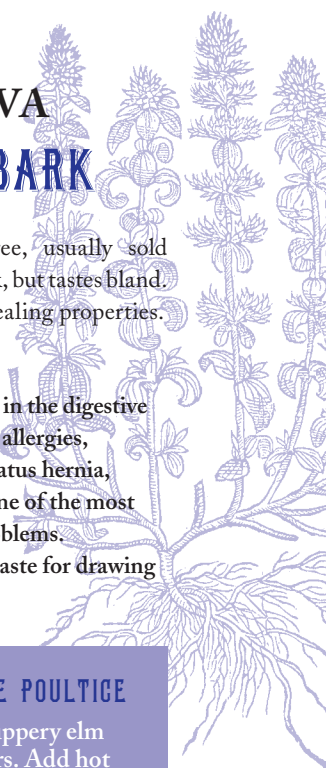 VA
BARK
ee, usually sold
, but tastes bland.
ealing properties.
in the digestive
allergies,
atus hernia,
ne of the most
blems.
aste for drawing
E POULTICE
ppery elm
rs. Add hot